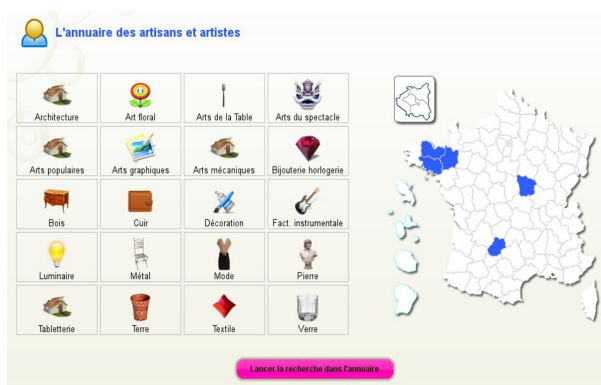 L'annuaire des artisans et artistes
Architecture
Art floral
Arts de la Table
Arts du spectacle
Arts populaires
Arts graphiques
Arts mécaniques
Bijouterie horlogerie
Bois
Cuir
Décoration
Fact. instrumentale
Luminaire
Métal
Mode
Pierre
Tabletterie
Terre
Textile
Verre
Lancer la recherche dans l'annuaire